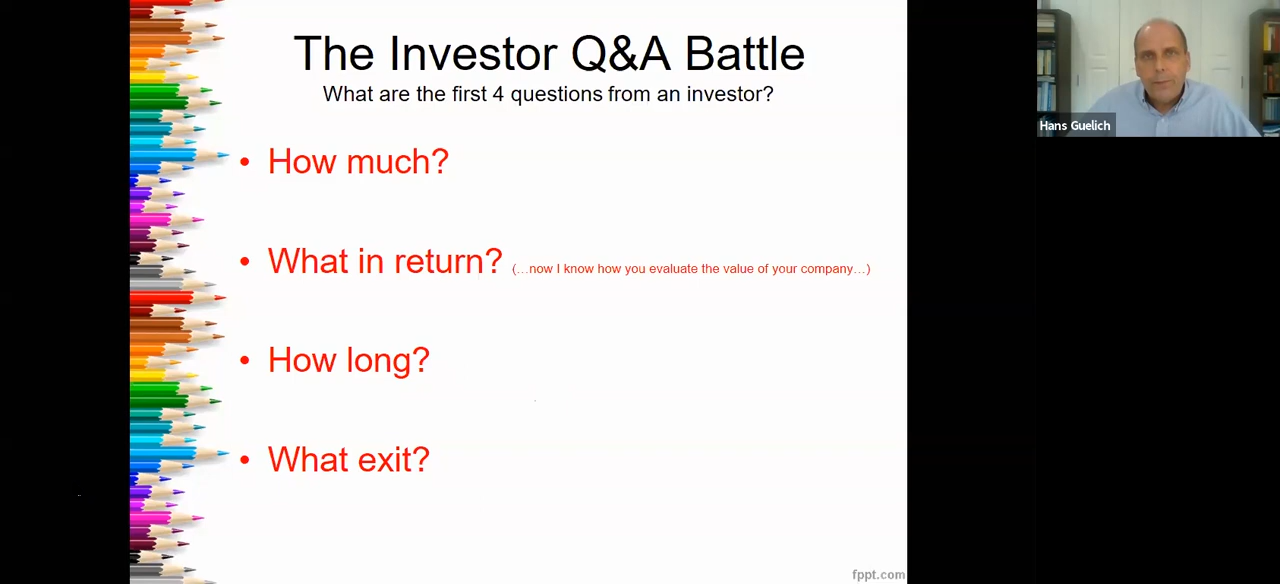 The Investor Q&A Battle
What are the first 4 questions from an investor?
• How much?
• What in return? (…now I know how you evaluate the value of your company…)
• How long?
• What exit?
fppt.com
Hans Guelich